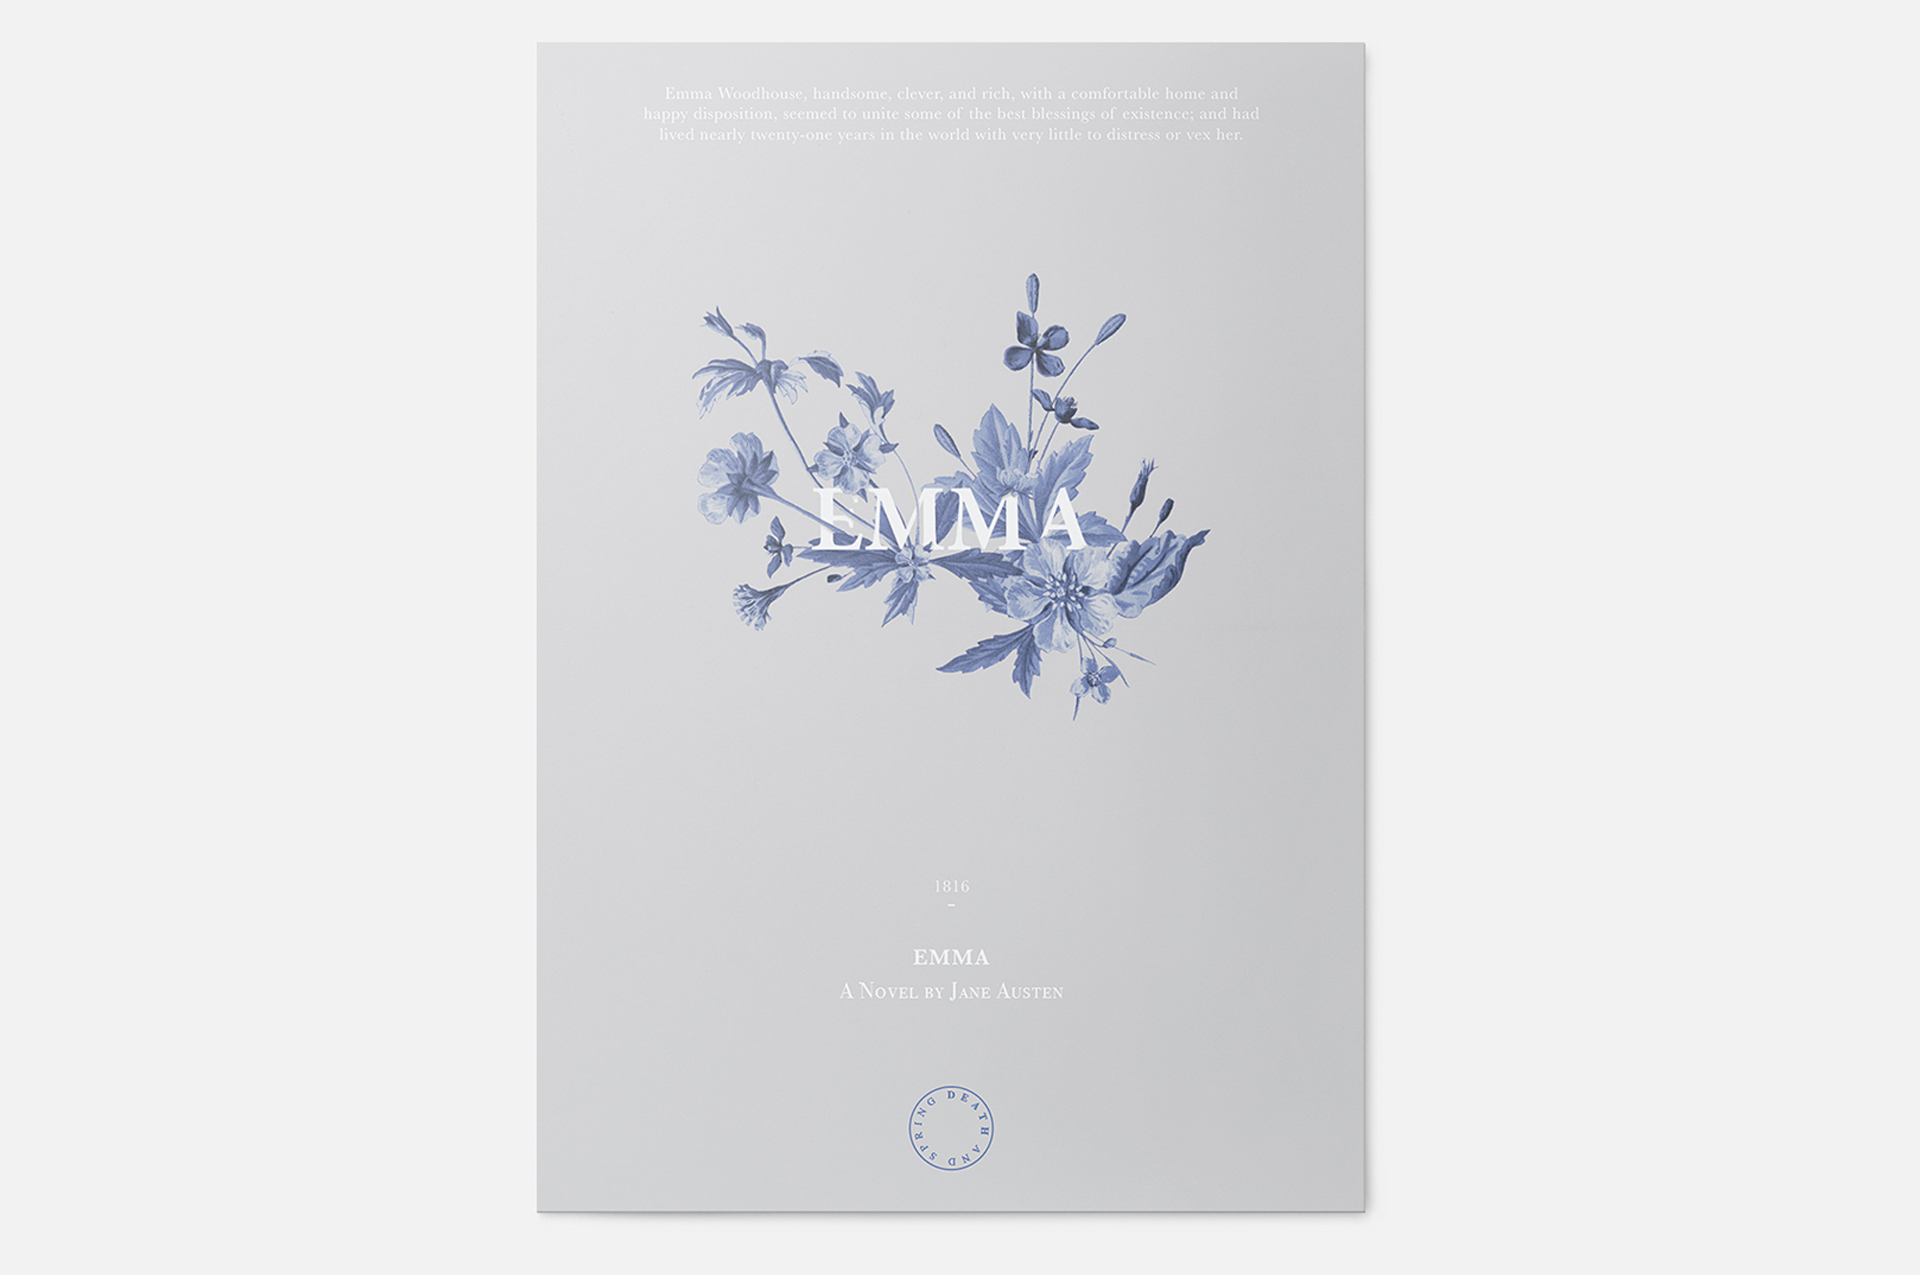 Emma Woodhouse, handsome, clever, and rich, with a comfortable home and
happy disposition, seemed to unite some of the best blessings of existence; and had
lived nearly twenty-one years in the world with very little to distress or vex her.
EMMA
1816
–
EMMA
A Novel by Jane Austen
DEATH AND SPRING